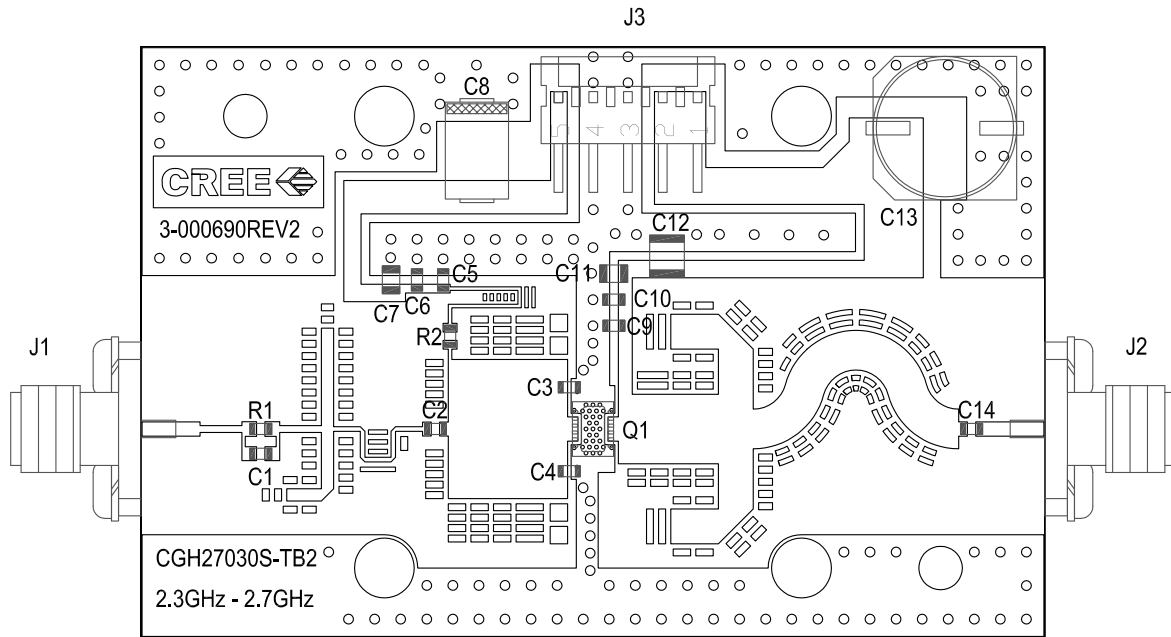 J3
C8
5 4 3 2 1
CREE
3-000690REV2
C13
C12
C11
C5
C6
C7
C10
C9
R2
J1
J2
C3
R1
C2
Q1
C14
C4
C1
CGH27030S-TB2
2.3GHz - 2.7GHz